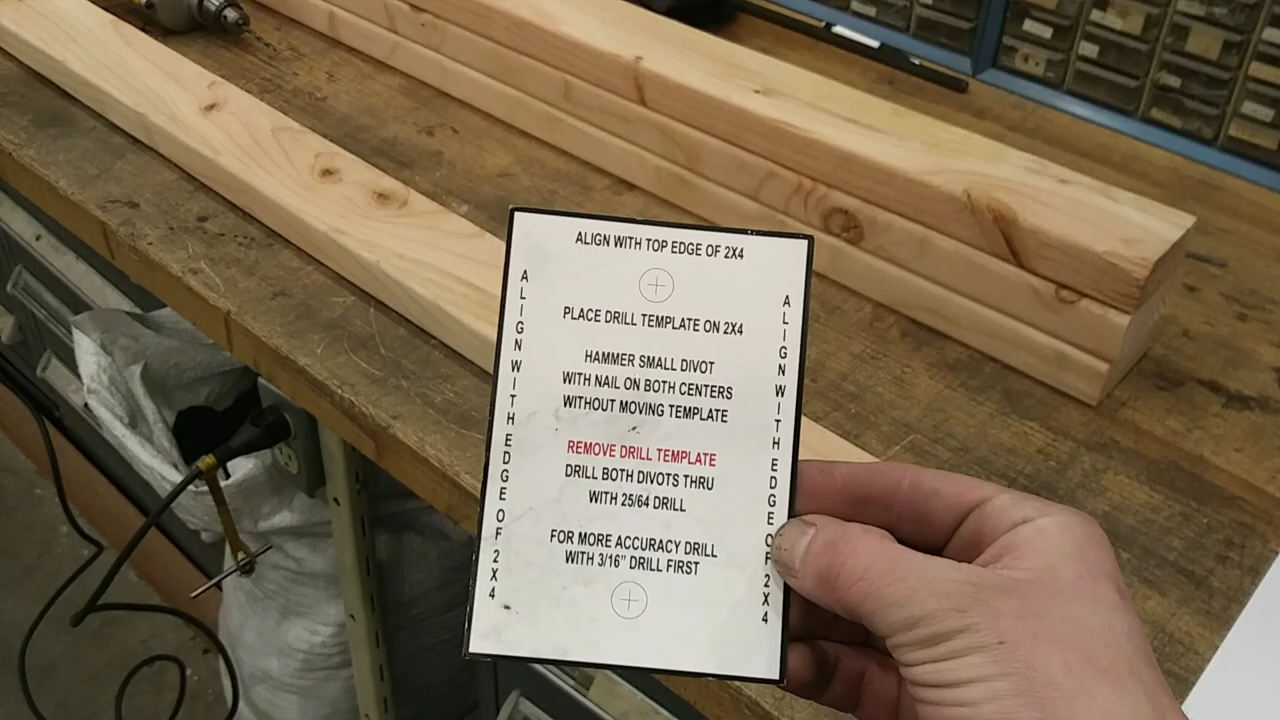 ALIGN WITH TOP EDGE OF 2X4
ALIGN WITH EDGE OF 2X4
ALIGN WITH EDGE OF 2X4
PLACE DRILL TEMPLATE ON 2X4
HAMMER SMALL DIVOT
WITH NAIL ON BOTH CENTERS
WITHOUT MOVING TEMPLATE
REMOVE DRILL TEMPLATE
DRILL BOTH DIVOTS THRU
WITH 25/64 DRILL
FOR MORE ACCURACY DRILL
WITH 3/16" DRILL FIRST